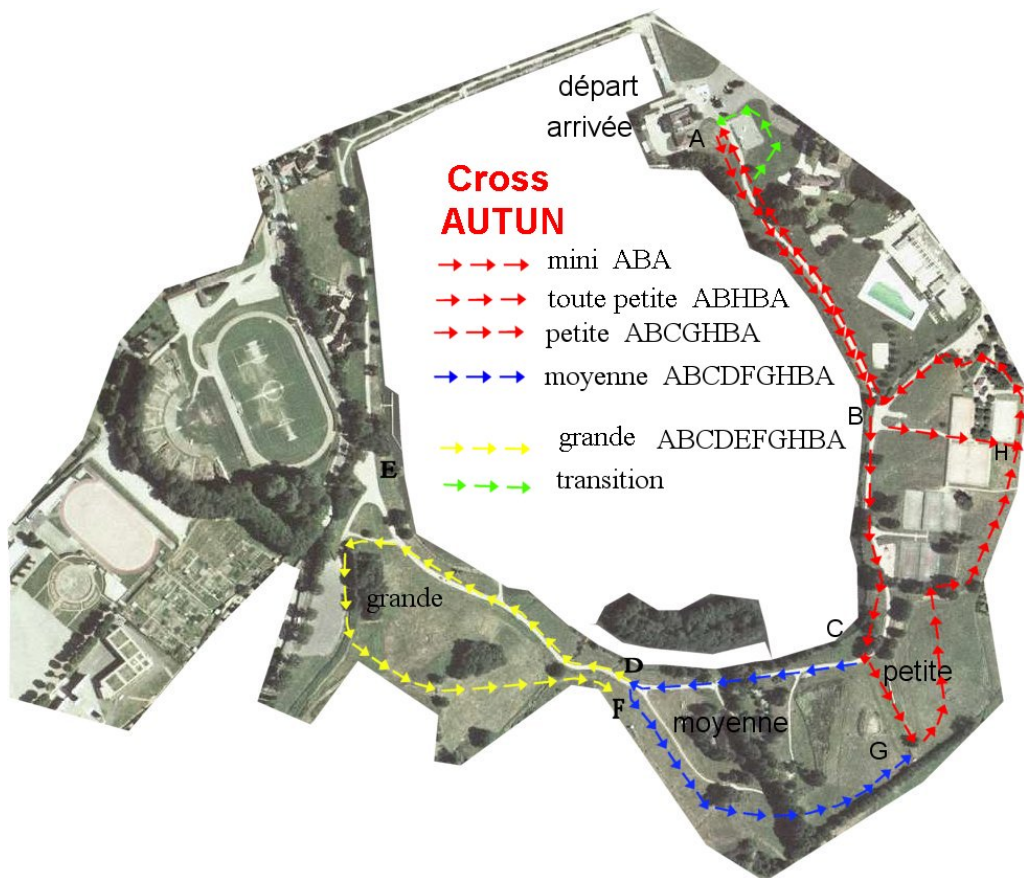 départ
arrivée
A
Cross
AUTUN
mini ABA
toute petite ABHBA
petite ABCGHBA
moyenne ABCDFGHBA
B
grande ABCDEFGHBA
H
E
transition
grande
C
D
petite
F
moyenne
G